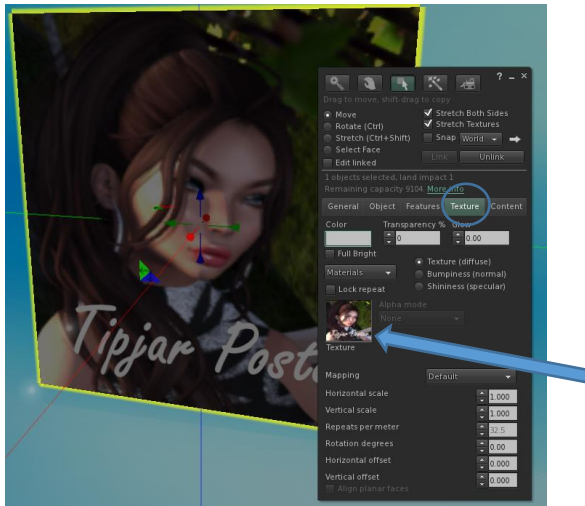 Tipjar Post
? _ ×
Drag to move, shift-drag to copy
Move
Rotate (Ctrl)
Stretch (Ctrl+Shift)
Select Face
Edit linked
Stretch Both Sides
Stretch Textures
Snap World
Link Unlink
1 objects selected, land impact 1
Remaining capacity 9104. More info
General Object Features Texture Content
Color Transparency % Glow
0 0.00
Full Bright
Materials
Lock repeat
Texture (diffuse)
Bumpiness (normal)
Shininess (specular)
Alpha mode
None
Texture
Mapping Default
Horizontal scale 1.000
Vertical scale 1.000
Repeats per meter 32.5
Rotation degrees 0.00
Horizontal offset 0.000
Vertical offset 0.000
Align planar faces